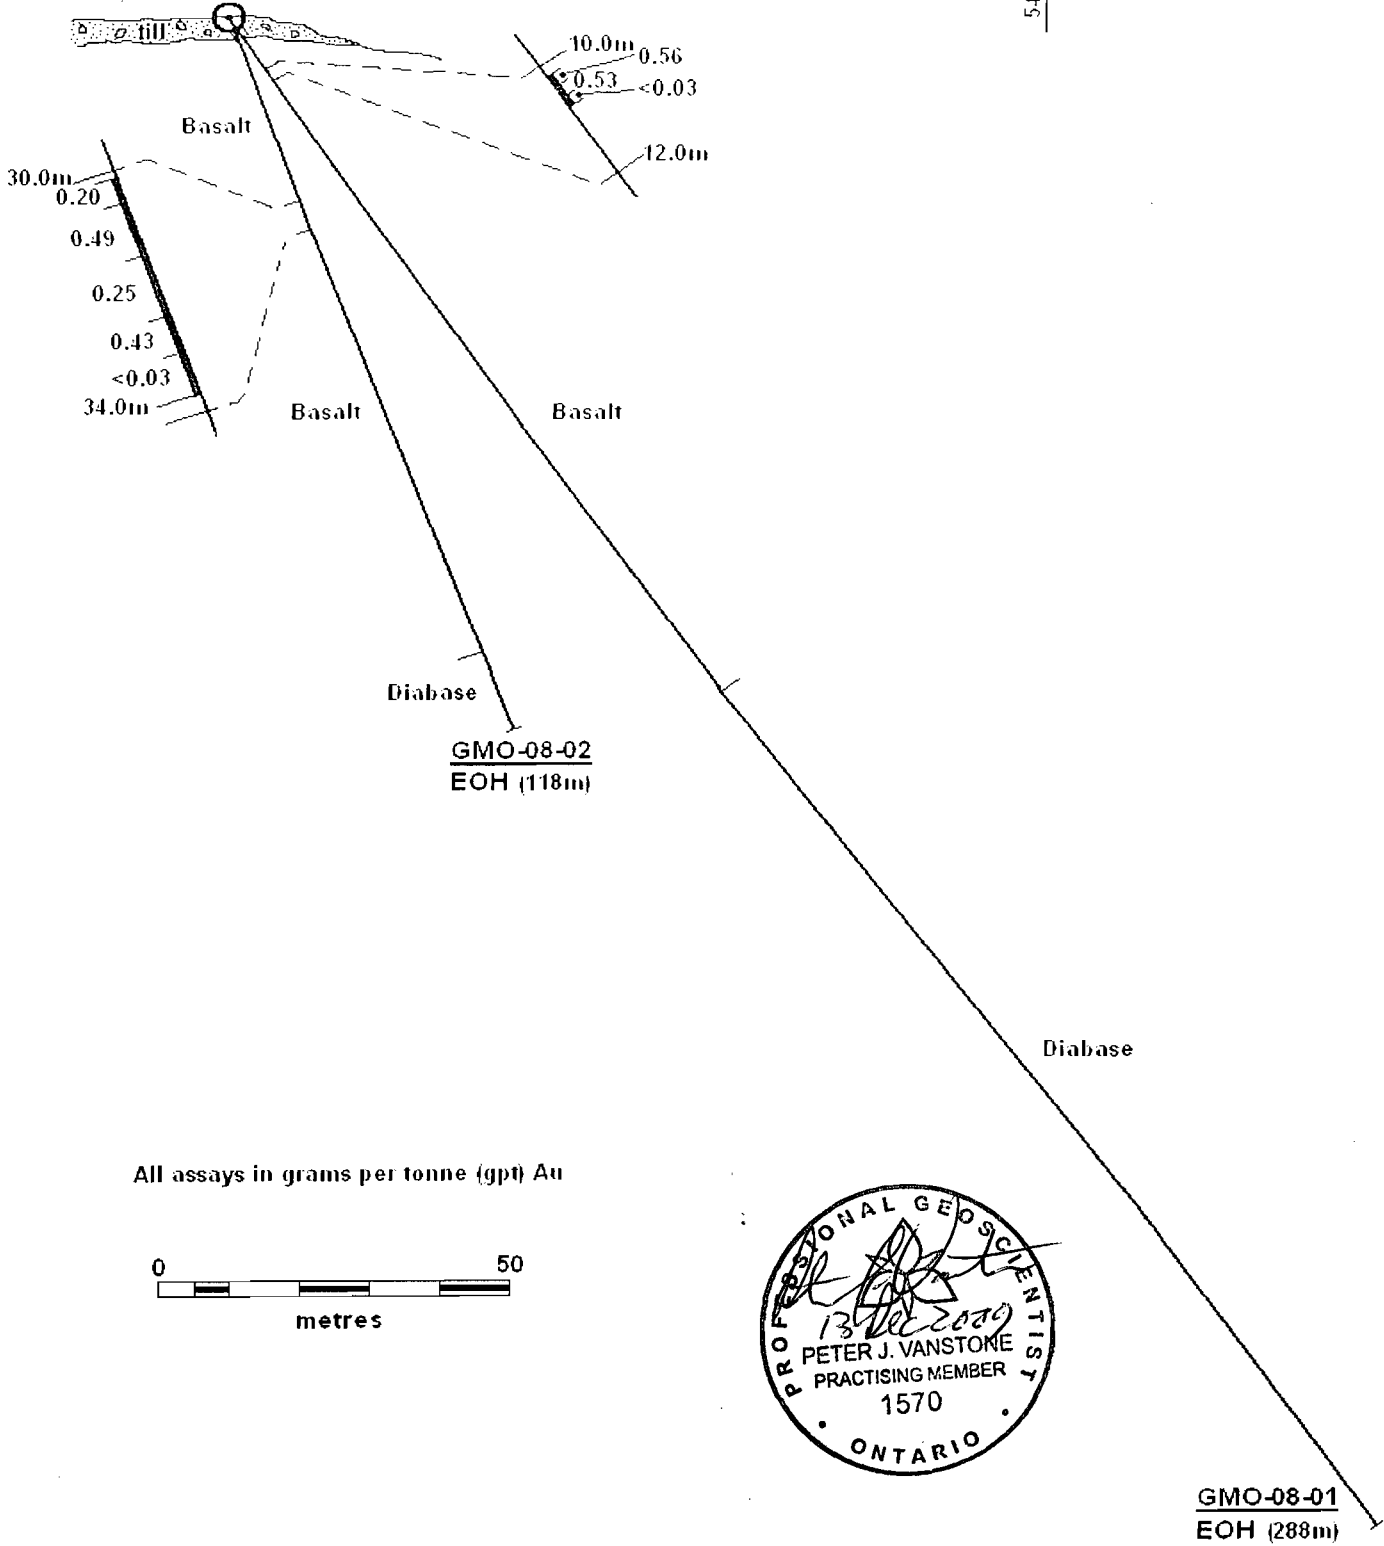 54
till
10.0m
0.56
0.53
<0.03
12.0m
Basalt
30.0m
0.20
0.49
0.25
0.43
<0.03
34.0m
Basalt
Basalt
Diabase
GMO-08-02
EOH (118m)
Diabase
All assays in grams per tonne (gpt) Au
0 50
metres
PROFESSIONAL GEOSCIENTIST
13 Dec 2009
PETER J. VANSTONE
PRACTISING MEMBER
1570
ONTARIO
GMO-08-01
EOH (288m)